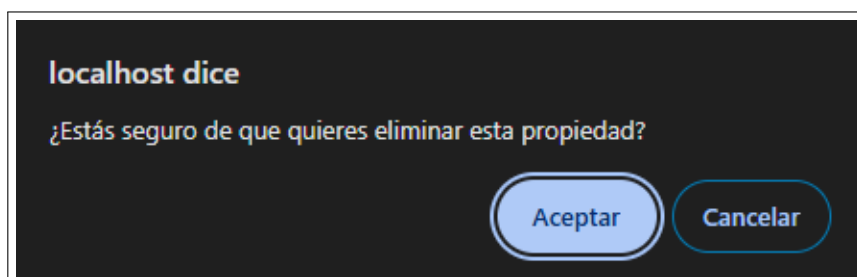 localhost dice
¿Estás seguro de que quieres eliminar esta propiedad?
Aceptar Cancelar